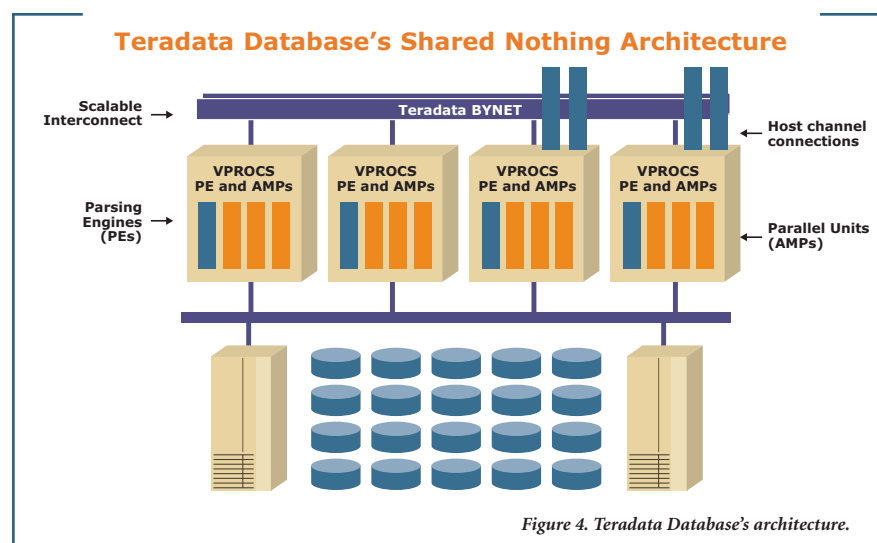 Teradata Database's Shared Nothing Architecture
Scalable
Interconnect
Teradata BYNET
Host channel
connections
VPROCS
PE and AMPs
VPROCS
PE and AMPs
VPROCS
PE and AMPs
VPROCS
PE and AMPs
Parsing
Engines
(PEs)
Parallel Units
(AMPs)
Figure 4. Teradata Database's architecture.